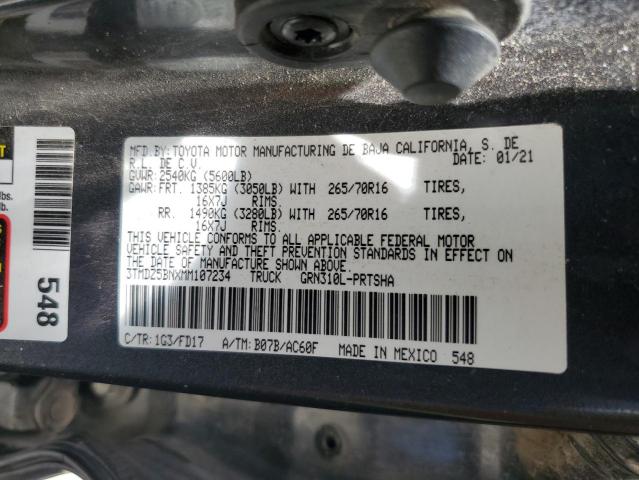 MFD BY: TOYOTA MOTOR MANUFACTURING DE BAJA CALIFORNIA, S. DE
R.L. DE C.V. DATE: 01/21
GVWR: 2540KG (5600LB)
GAWR: FRT. 1385KG (3050LB) WITH 265/70R16 TIRES,
16X7J RIMS.
RR. 1490KG (3280LB) WITH 265/70R16 TIRES,
16X7J RIMS.
THIS VEHICLE CONFORMS TO ALL APPLICABLE FEDERAL MOTOR
VEHICLE SAFETY AND THEFT PREVENTION STANDARDS IN EFFECT ON
THE DATE OF MANUFACTURE SHOWN ABOVE.
3TMDZ5BNXMM107234 TRUCK GRN310L-PRTSHA
C/TR: 1G3/FD17 A/TM: B07B/AC60F MADE IN MEXICO 548
lbs.
lb.
548